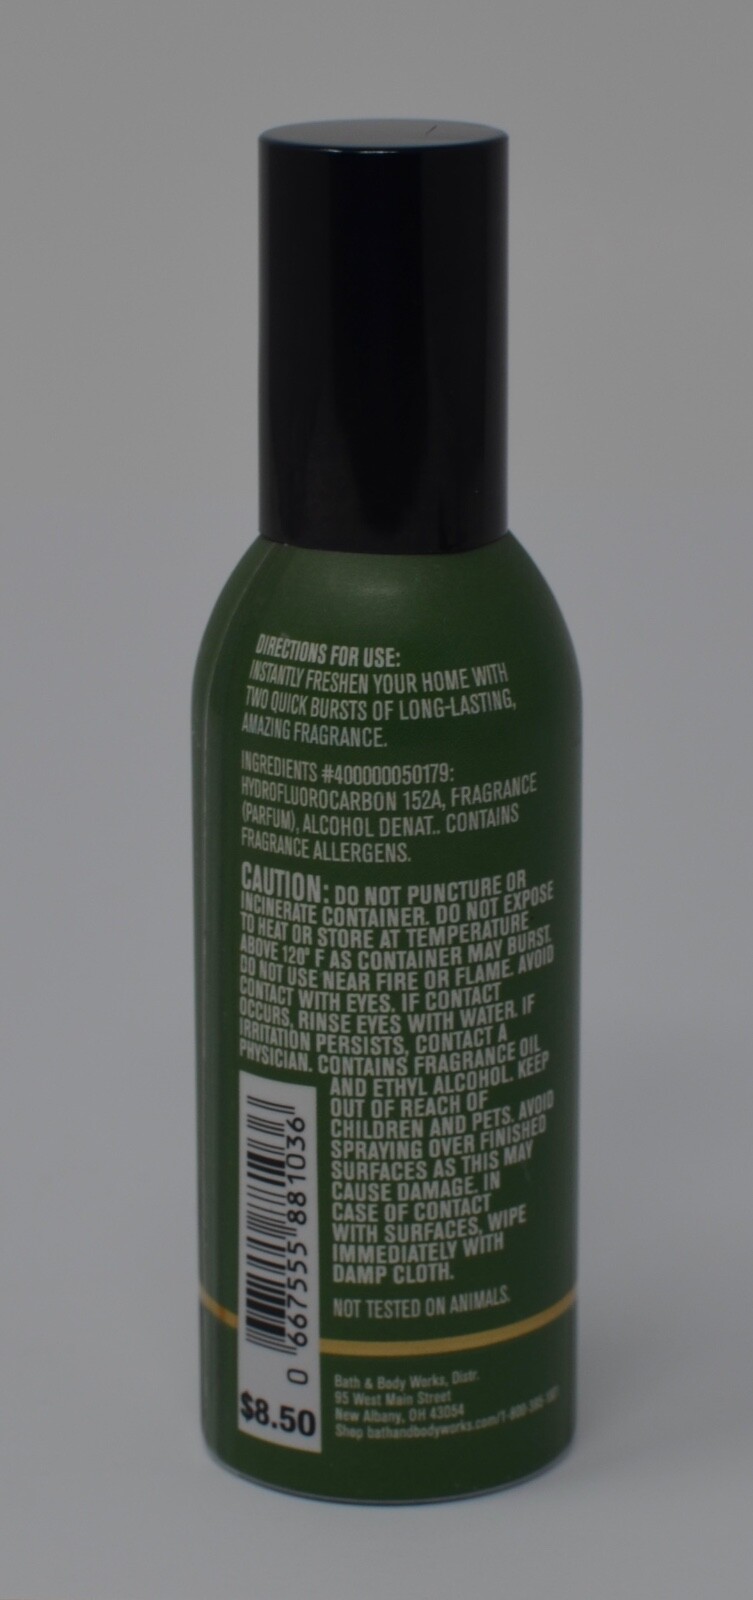 DIRECTIONS FOR USE:
INSTANTLY FRESHEN YOUR HOME WITH
TWO QUICK BURSTS OF LONG-LASTING,
AMAZING FRAGRANCE.
INGREDIENTS #400000050179:
HYDROFLUOROCARBON 152A, FRAGRANCE
(PARFUM), ALCOHOL DENAT.. CONTAINS
FRAGRANCE ALLERGENS.
CAUTION: DO NOT PUNCTURE OR
INCINERATE CONTAINER. DO NOT EXPOSE
TO HEAT OR STORE AT TEMPERATURE
ABOVE 120° F AS CONTAINER MAY BURST.
DO NOT USE NEAR FIRE OR FLAME. AVOID
CONTACT WITH EYES. IF CONTACT
OCCURS, RINSE EYES WITH WATER. IF
IRRITATION PERSISTS, CONTACT A
PHYSICIAN. CONTAINS FRAGRANCE OIL
AND ETHYL ALCOHOL. KEEP
OUT OF REACH OF
CHILDREN AND PETS. AVOID
SPRAYING OVER FINISHED
SURFACES AS THIS MAY
CAUSE DAMAGE. IN
CASE OF CONTACT
WITH SURFACES, WIPE
IMMEDIATELY WITH
DAMP CLOTH.
NOT TESTED ON ANIMALS.
0 667555 881036
$8.50
Bath & Body Works, Distr.
95 West Main Street
New Albany, OH 43054
Shop bathandbodyworks.com/1-800-395-